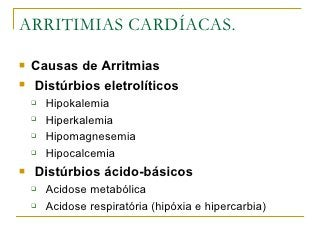 ARRITIMIAS CARDÍACAS.
Causas de Arritmias
Distúrbios eletrolíticos
Hipokalemia
Hiperkalemia
Hipomagnesemia
Hipocalcemia
Distúrbios ácido-básicos
Acidose metabólica
Acidose respiratória (hipóxia e hipercarbia)